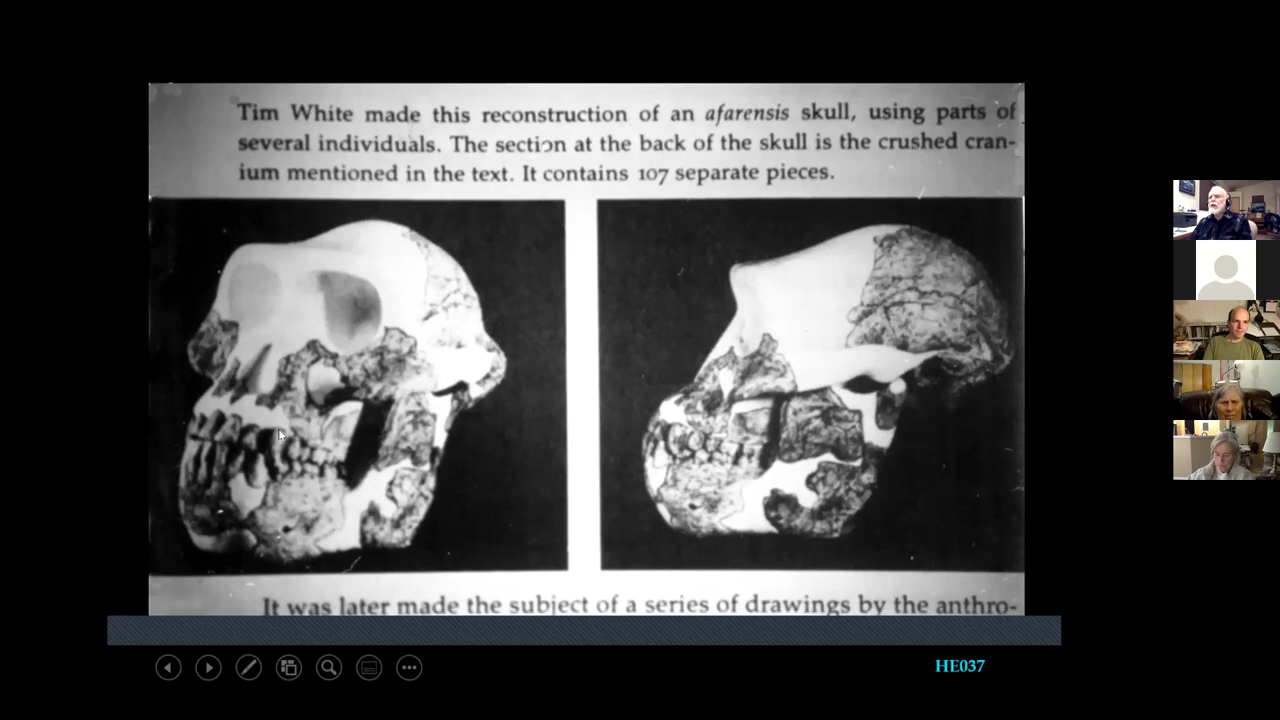 Tim White made this reconstruction of an afarensis skull, using parts of
several individuals. The section at the back of the skull is the crushed cran-
ium mentioned in the text. It contains 107 separate pieces.
It was later made the subject of a series of drawings by the anthro-
HE037